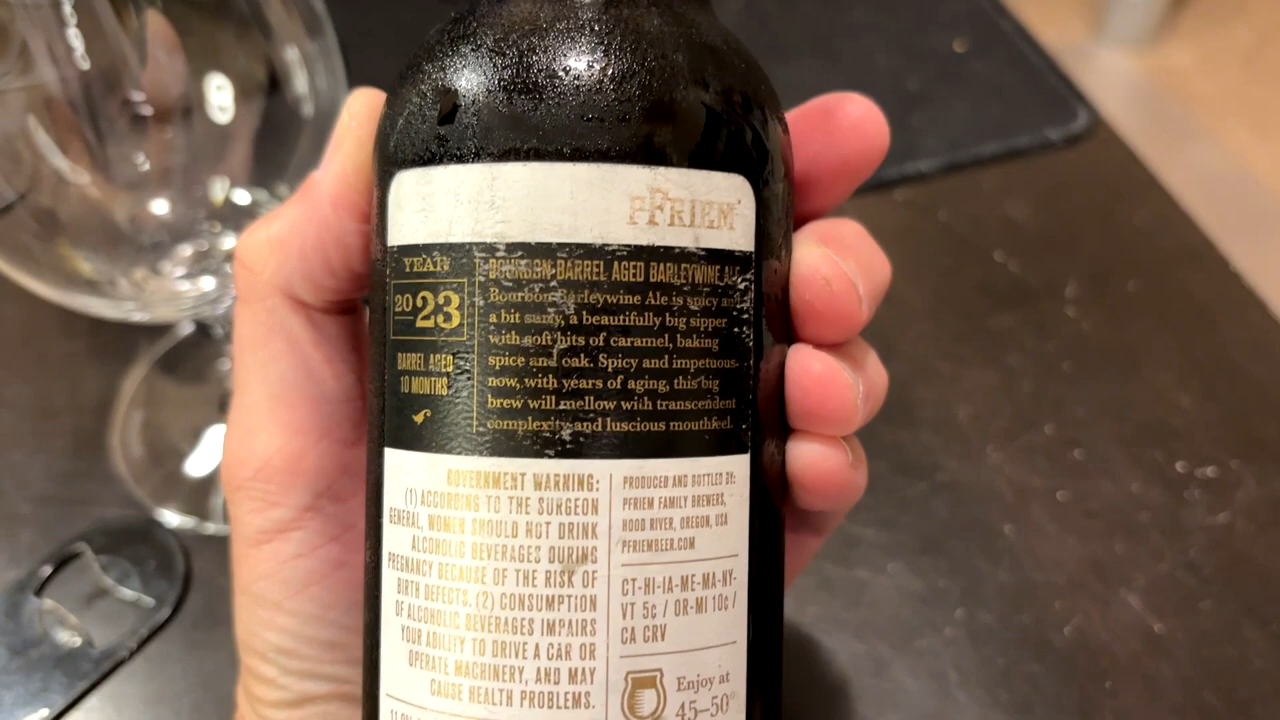 PFRIEM
YEAR
2023
BARREL AGED
10 MONTHS
BOURBON BARREL AGED BARLEYWINE ALE
Bourbon Barleywine Ale is spicy and
a bit surly, a beautifully big sipper
with soft hits of caramel, baking
spice and oak. Spicy and impetuous
now, with years of aging, this big
brew will mellow with transcendent
complexity and luscious mouthfeel.
GOVERNMENT WARNING:
(1) ACCORDING TO THE SURGEON
GENERAL, WOMEN SHOULD NOT DRINK
ALCOHOLIC BEVERAGES DURING
PREGNANCY BECAUSE OF THE RISK OF
BIRTH DEFECTS. (2) CONSUMPTION
OF ALCOHOLIC BEVERAGES IMPAIRS
YOUR ABILITY TO DRIVE A CAR OR
OPERATE MACHINERY, AND MAY
CAUSE HEALTH PROBLEMS.
PRODUCED AND BOTTLED BY:
PFRIEM FAMILY BREWERS,
HOOD RIVER, OREGON, USA
PFRIEMBEER.COM
CT-HI-IA-ME-MA-NY-
VT 5¢ / OR-MI 10¢ /
CA CRV
Enjoy at
45–50°